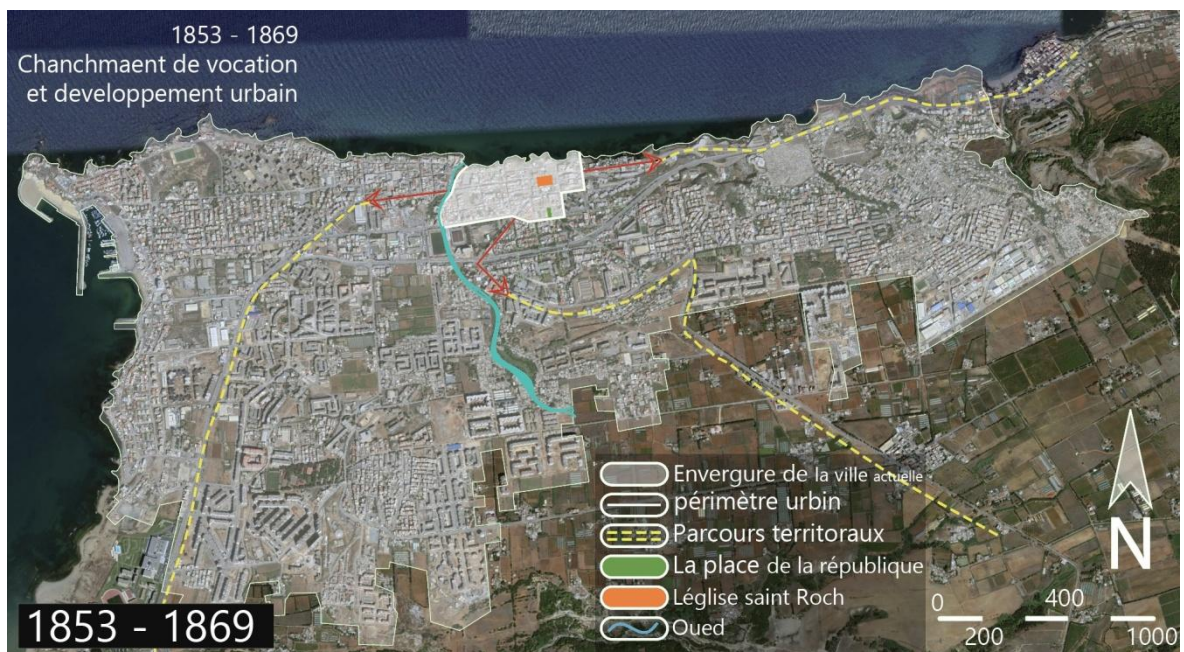 1853 - 1869
Chanchmaent de vocation
et developpement urbain
Envergure de la ville actuelle
périmètre urbin
Parcours territoraux
La place de la république
Léglise saint Roch
Oued
N
0 400
200 1000
1853 - 1869